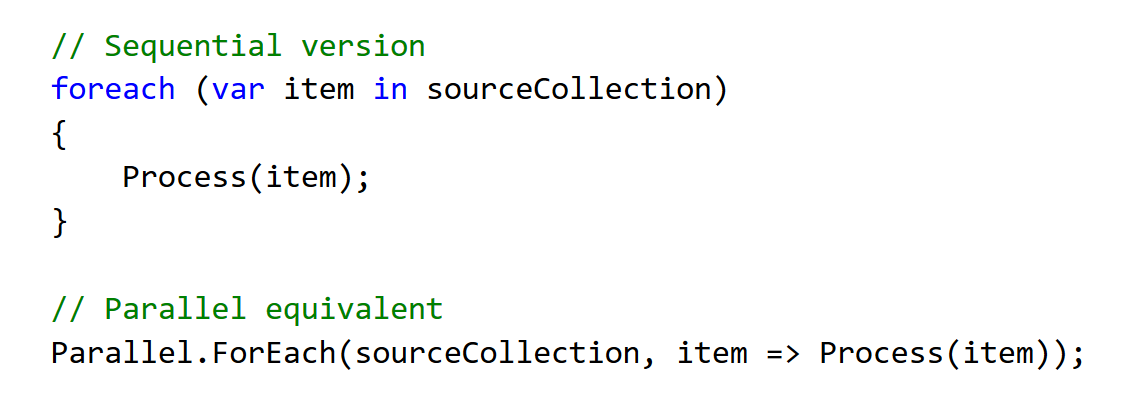 // Sequential version
foreach (var item in sourceCollection)
{
    Process(item);
}

// Parallel equivalent
Parallel.ForEach(sourceCollection, item => Process(item));